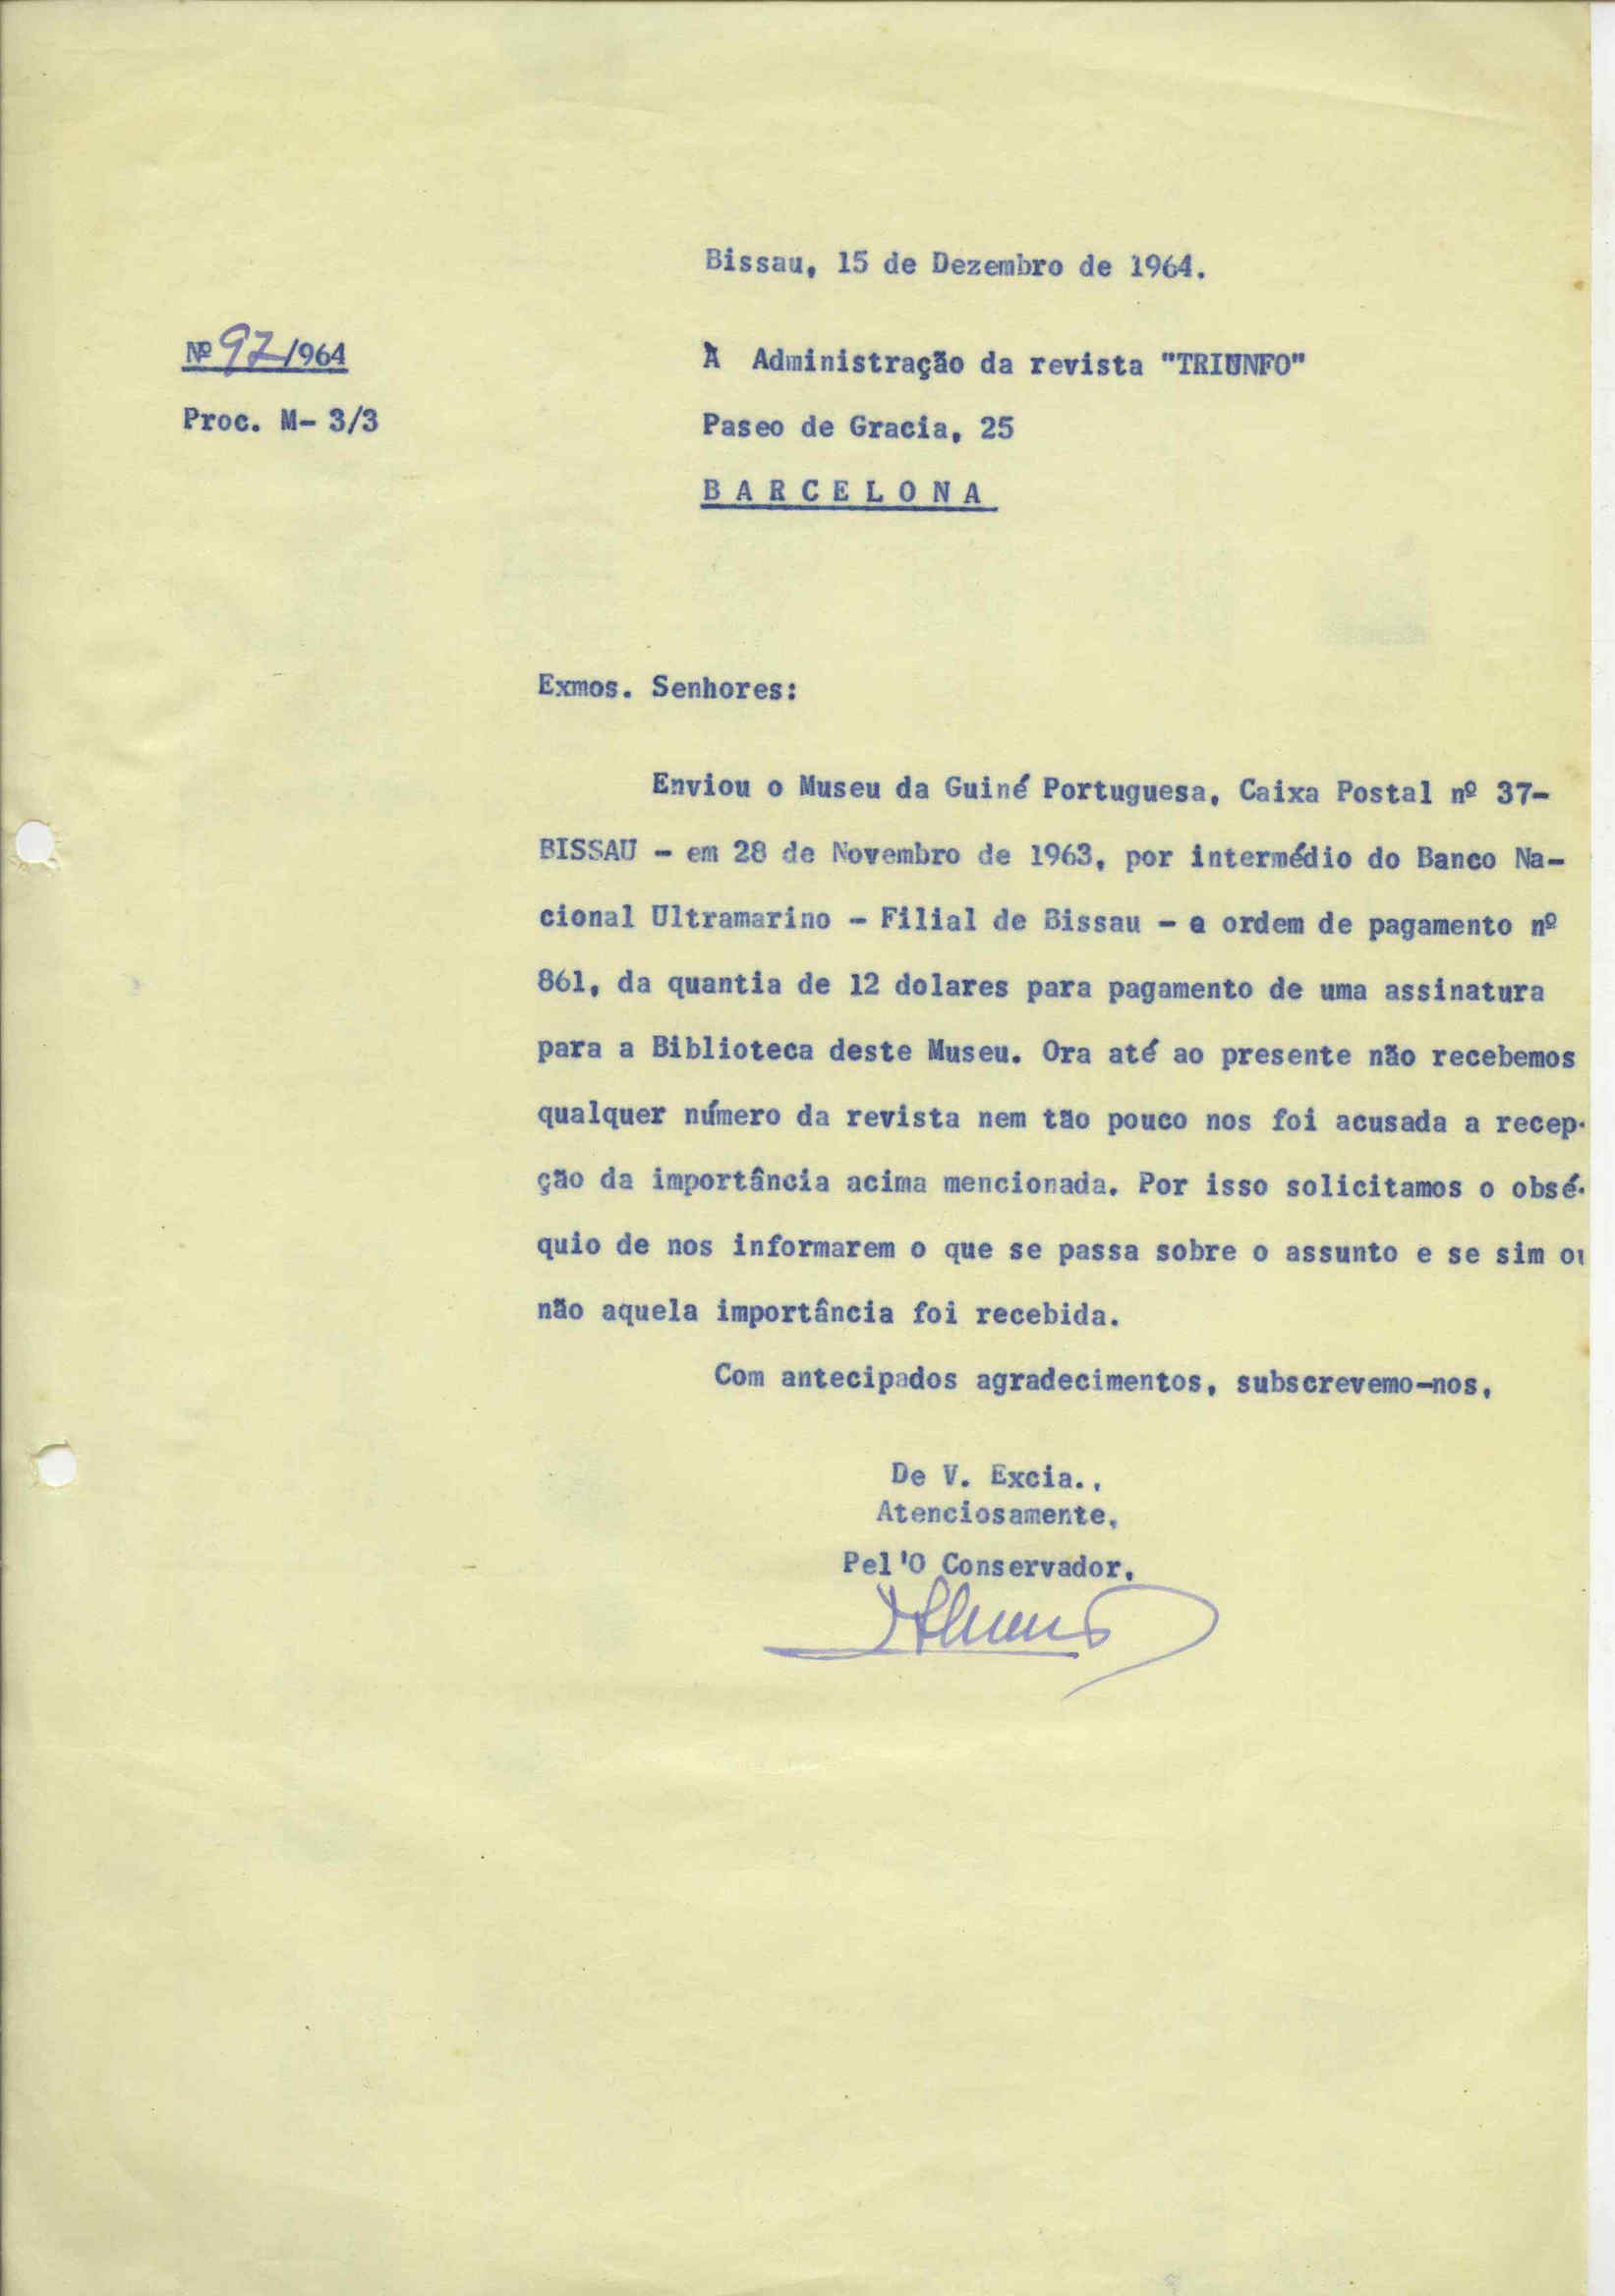 Bissau, 15 de Dezembro de 1964.
Nº 97/964
À Administração da revista "TRIUNFO"
Proc. M- 3/3
Paseo de Gracia, 25
BARCELONA
Exmos. Senhores:
Enviou o Museu da Guiné Portuguesa, Caixa Postal nº 37-
BISSAU - em 28 de Novembro de 1963, por intermédio do Banco Na-
cional Ultramarino - Filial de Bissau - a ordem de pagamento nº
861, da quantia de 12 dolares para pagamento de uma assinatura
para a Biblioteca deste Museu. Ora até ao presente não recebemos
qualquer número da revista nem tão pouco nos foi acusada a recep-
ção da importância acima mencionada. Por isso solicitamos o obsé-
quio de nos informarem o que se passa sobre o assunto e se sim ou
não aquela importância foi recebida.
Com antecipados agradecimentos, subscrevemo-nos,
De V. Excia.,
Atenciosamente,
Pel'O Conservador,